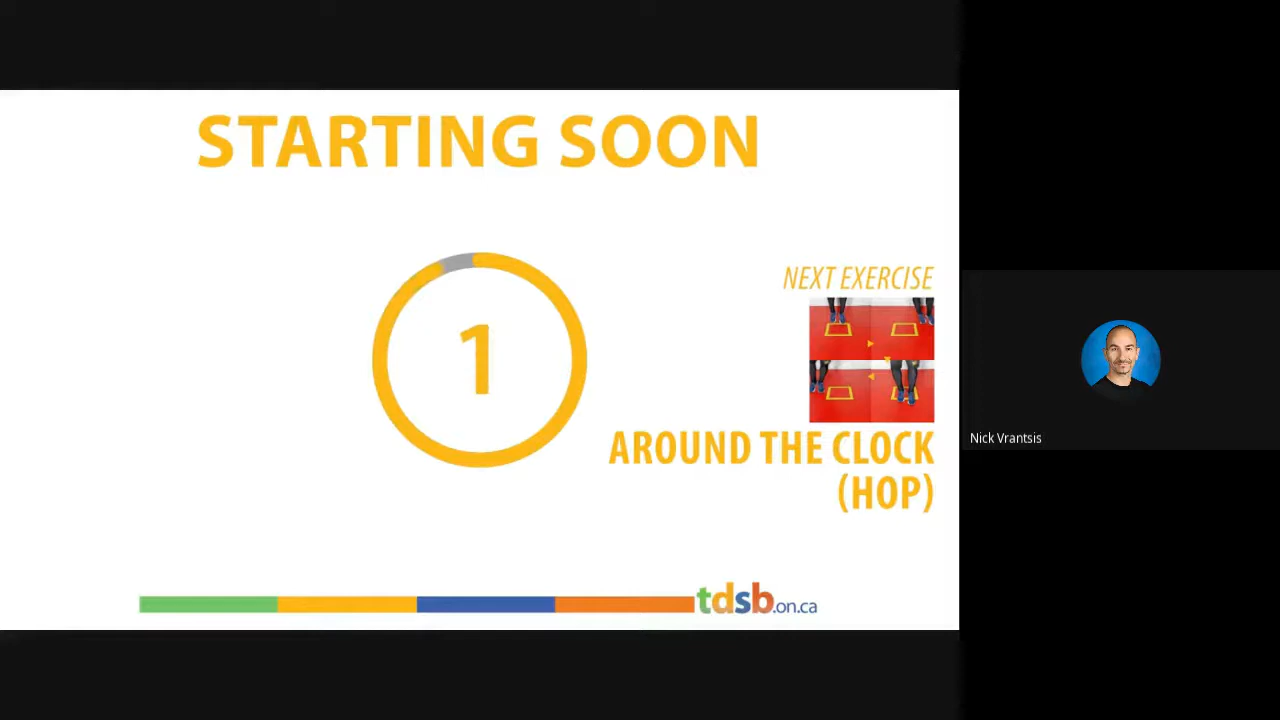 STARTING SOON
1
NEXT EXERCISE
AROUND THE CLOCK
(HOP)
tdsb.on.ca
Nick Vrantsis